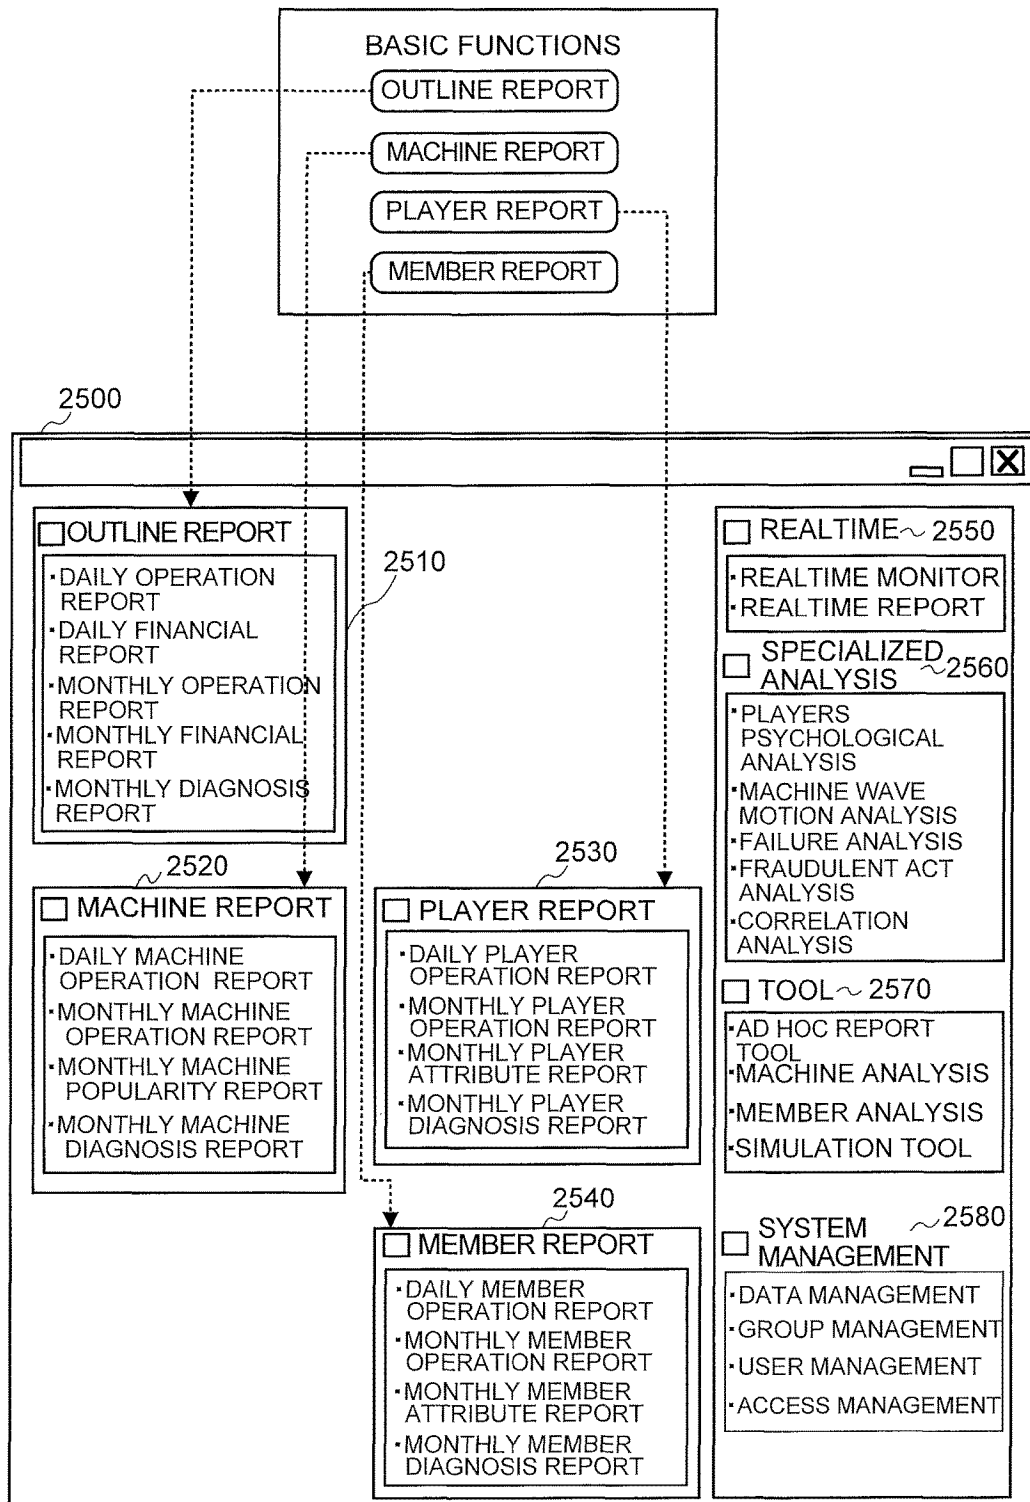 BASIC FUNCTIONS
OUTLINE REPORT
MACHINE REPORT
PLAYER REPORT
MEMBER REPORT
2500
OUTLINE REPORT
·DAILY OPERATION
REPORT
·DAILY FINANCIAL
REPORT
·MONTHLY OPERATION
REPORT
·MONTHLY FINANCIAL
REPORT
·MONTHLY DIAGNOSIS
REPORT
2510
2520
MACHINE REPORT
·DAILY MACHINE
OPERATION REPORT
·MONTHLY MACHINE
OPERATION REPORT
·MONTHLY MACHINE
POPULARITY REPORT
·MONTHLY MACHINE
DIAGNOSIS REPORT
2530
PLAYER REPORT
·DAILY PLAYER
OPERATION REPORT
·MONTHLY PLAYER
OPERATION REPORT
·MONTHLY PLAYER
ATTRIBUTE REPORT
·MONTHLY PLAYER
DIAGNOSIS REPORT
2540
MEMBER REPORT
·DAILY MEMBER
OPERATION REPORT
·MONTHLY MEMBER
OPERATION REPORT
·MONTHLY MEMBER
ATTRIBUTE REPORT
·MONTHLY MEMBER
DIAGNOSIS REPORT
REALTIME 2550
·REALTIME MONITOR
·REALTIME REPORT
SPECIALIZED
ANALYSIS 2560
·PLAYERS
PSYCHOLOGICAL
ANALYSIS
·MACHINE WAVE
MOTION ANALYSIS
·FAILURE ANALYSIS
·FRAUDULENT ACT
ANALYSIS
·CORRELATION
ANALYSIS
TOOL 2570
·AD HOC REPORT
TOOL
·MACHINE ANALYSIS
·MEMBER ANALYSIS
·SIMULATION TOOL
SYSTEM 2580
MANAGEMENT
·DATA MANAGEMENT
·GROUP MANAGEMENT
·USER MANAGEMENT
·ACCESS MANAGEMENT